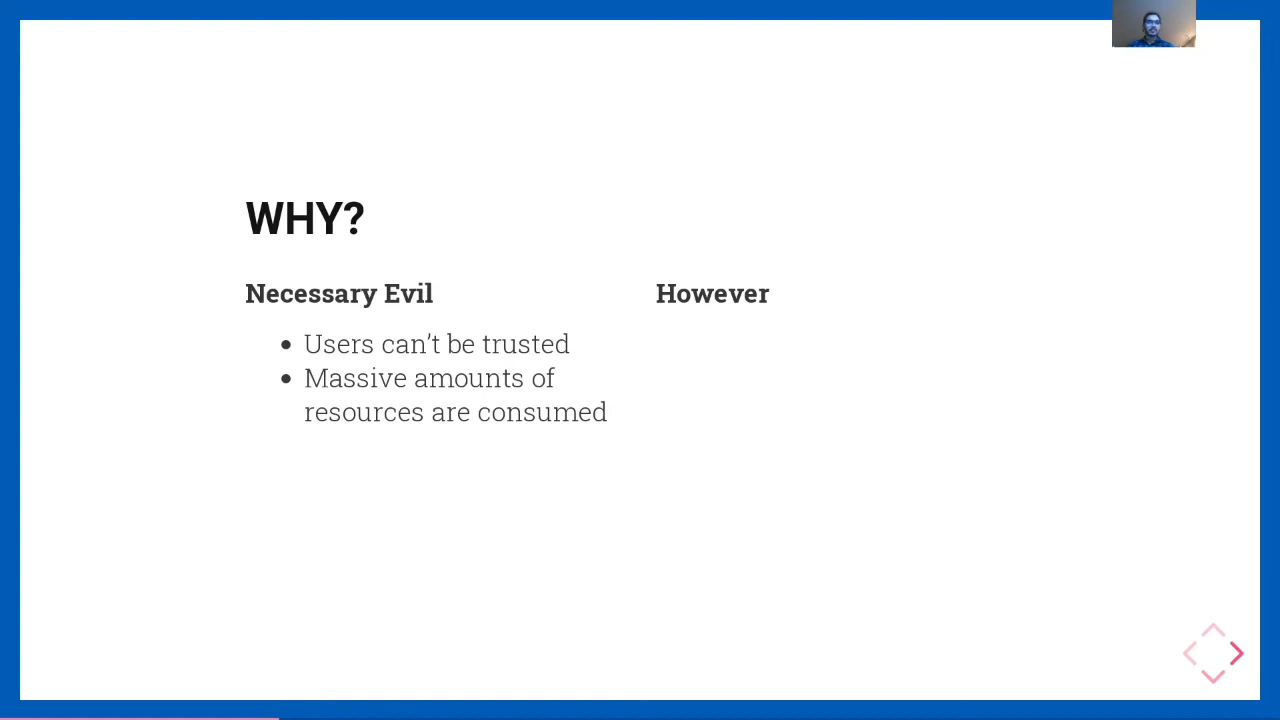 WHY?
Necessary Evil
• Users can’t be trusted
• Massive amounts of
resources are consumed
However